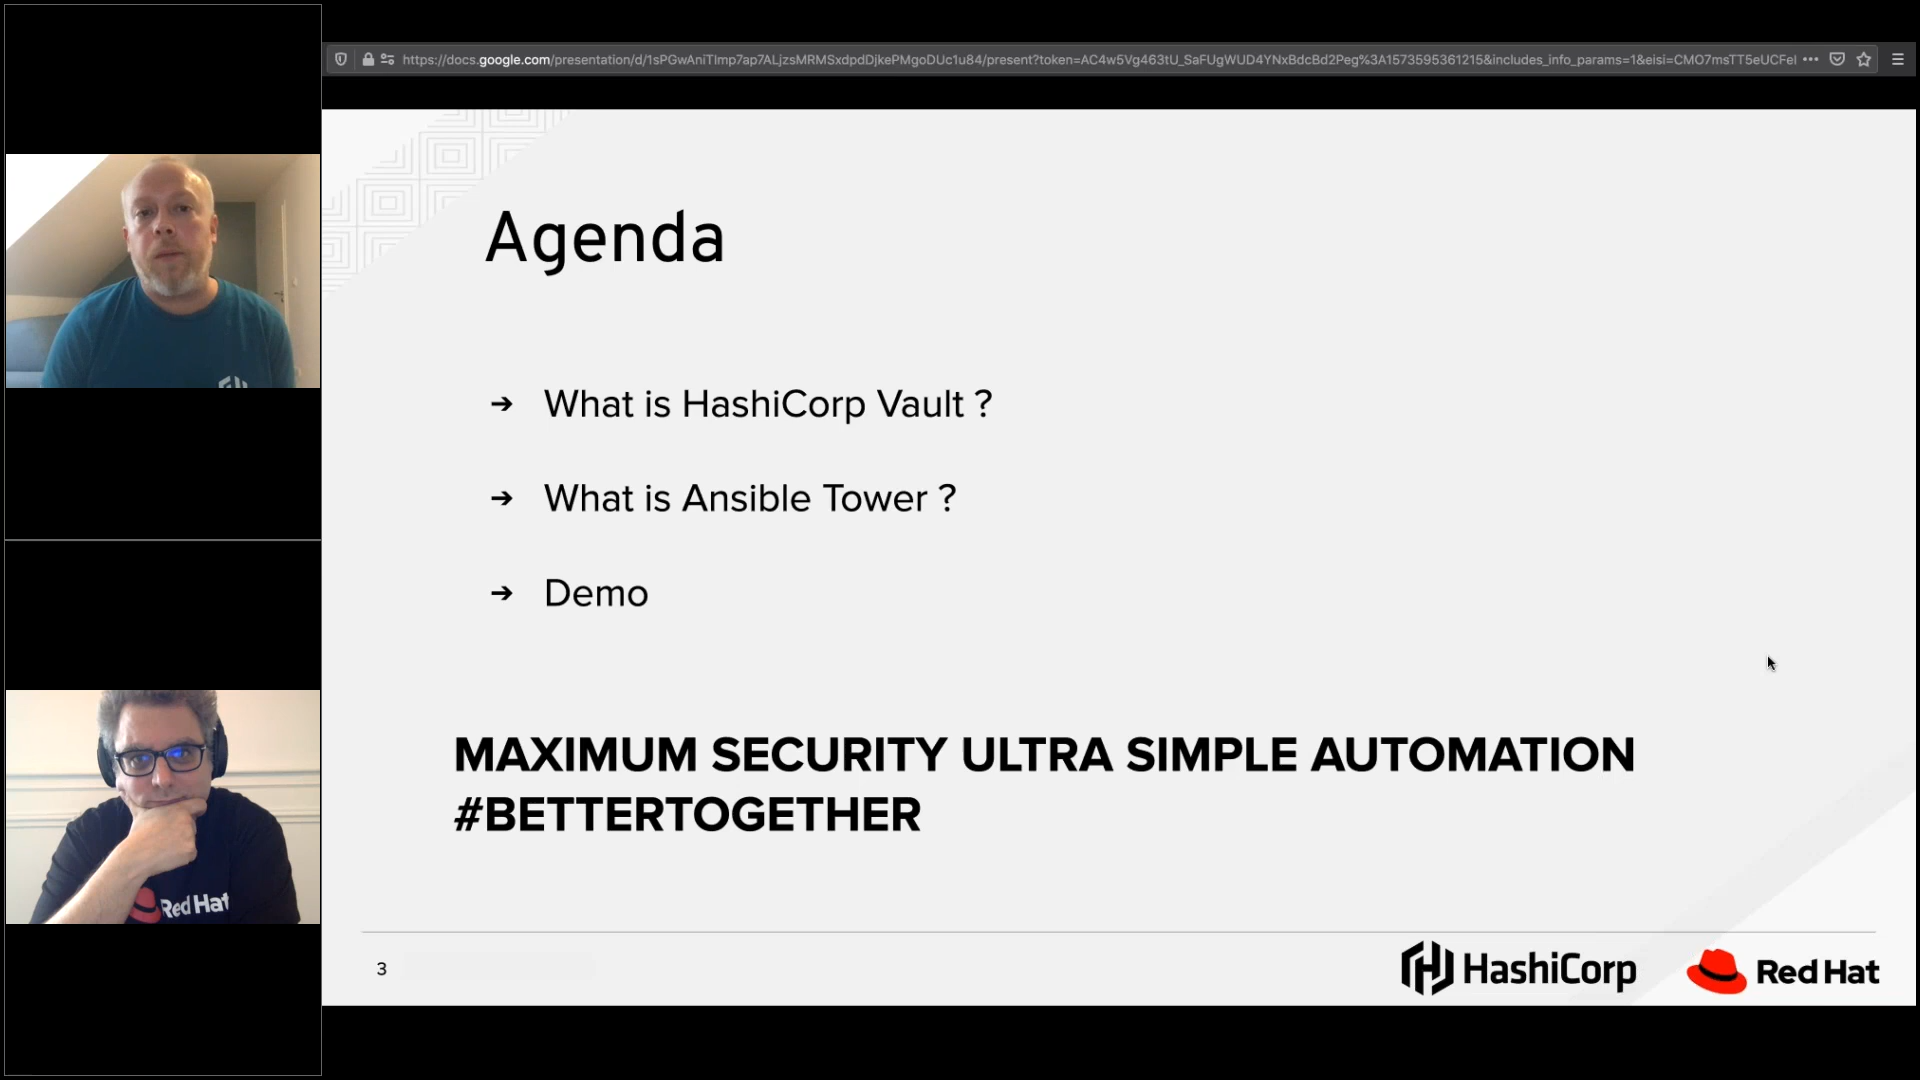 https://docs.google.com/presentation/d/1sPGwAniTImp7ap7ALjzsMRMSxdpdDjkePMgoDUc1u84/present?token=AC4w5Vg463tU_SaFUgWUD4YNxBdcBd2Peg%3A1573595361215&includes_info_params=1&eisi=CMO7msTT5eUCFeI
Agenda
➔ What is HashiCorp Vault ?
➔ What is Ansible Tower ?
➔ Demo
MAXIMUM SECURITY ULTRA SIMPLE AUTOMATION
#BETTERTOGETHER
Red Hat
3
HashiCorp
Red Hat